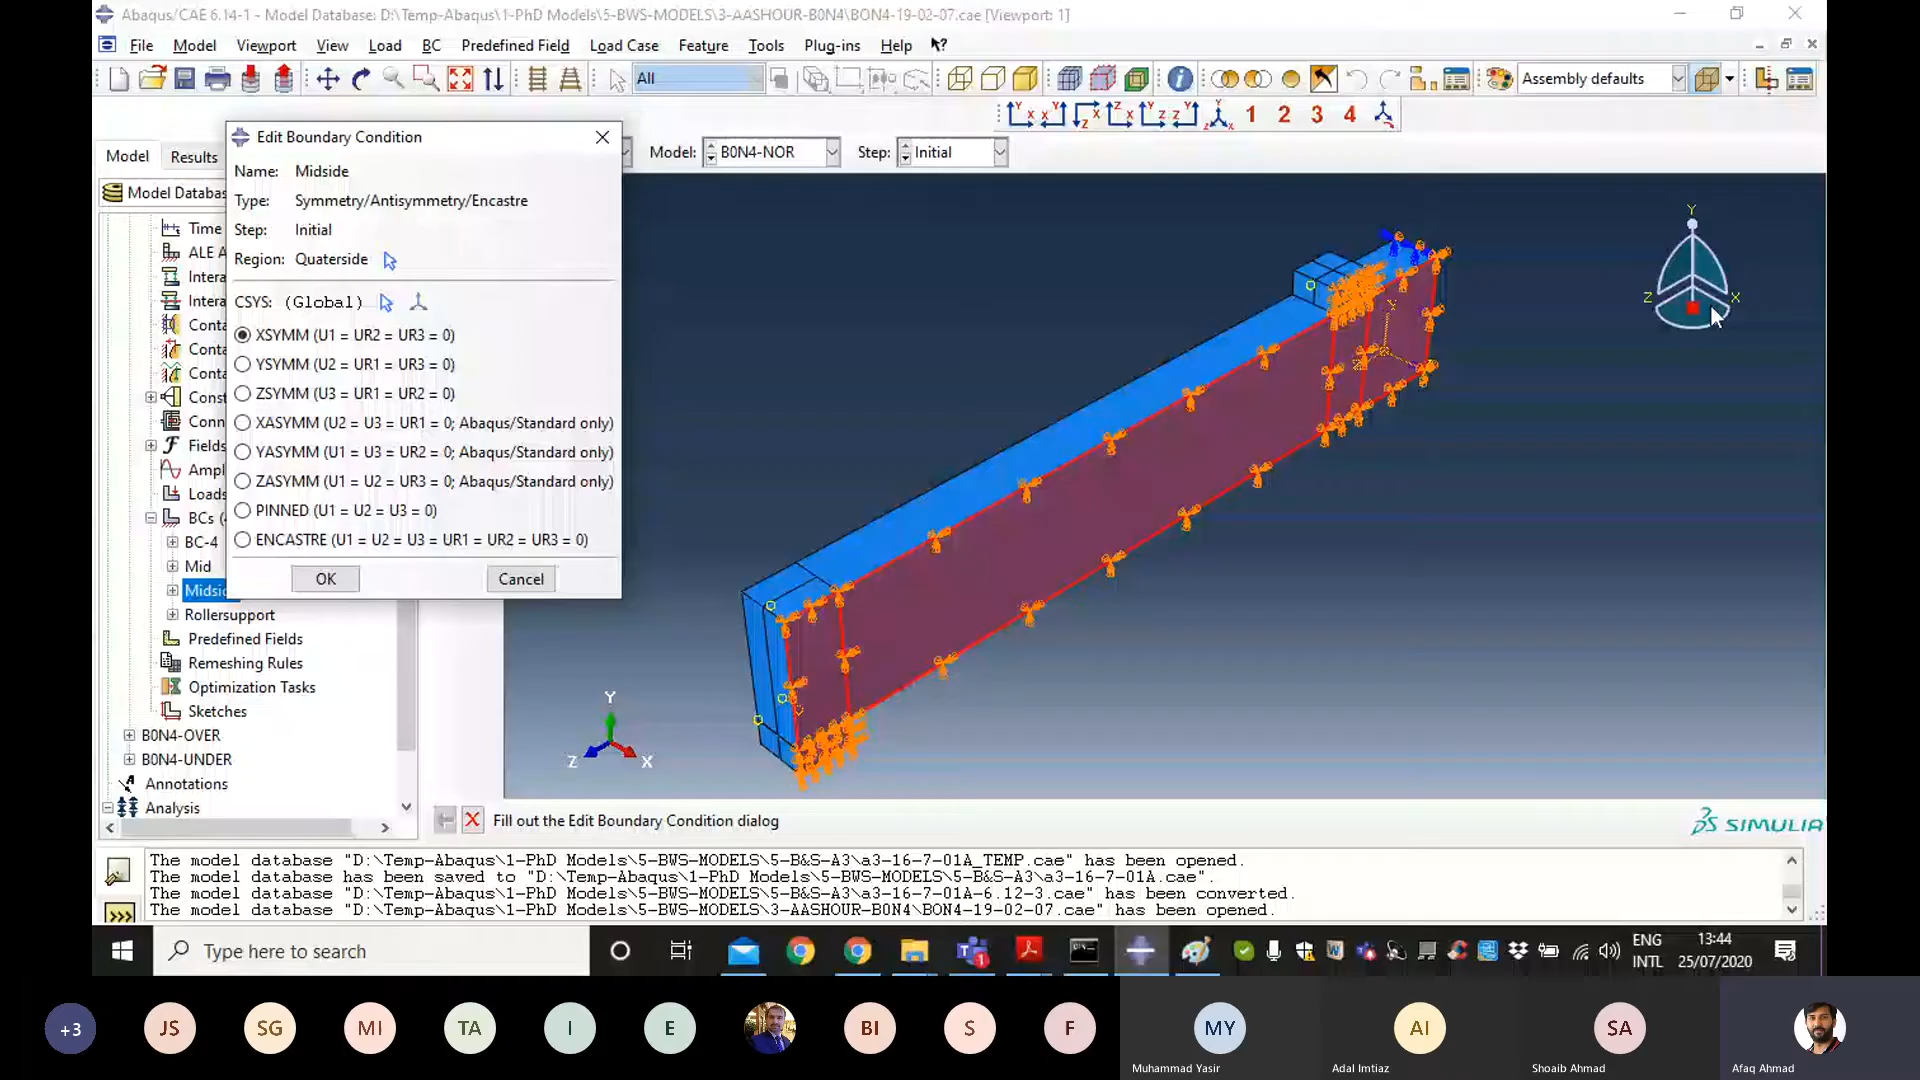 Abaqus/CAE 6.14-1 - Model Database: D:\Temp-Abaqus\1-PhD Models\5-BWS-MODELS\3-AASHOUR-B0N4\BON4-19-02-07.cae [Viewport: 1]
File Model Viewport View Load BC Predefined Field Load Case Feature Tools Plug-ins Help
All
Assembly defaults
1 2 3 4
Model Results
Model: B0N4-NOR Step: Initial
Model Databas
Time
ALE A
Intera
Intera
Conta
Conta
Conta
Const
Conn
Fields
Ampl
Loads
BCs (4
BC-4
Mid
Midsid
Rollersupport
Predefined Fields
Remeshing Rules
Optimization Tasks
Sketches
B0N4-OVER
B0N4-UNDER
Annotations
Analysis
Edit Boundary Condition
Name: Midside
Type: Symmetry/Antisymmetry/Encastre
Step: Initial
Region: Quaterside
CSYS: (Global)
XSYMM (U1 = UR2 = UR3 = 0)
YSYMM (U2 = UR1 = UR3 = 0)
ZSYMM (U3 = UR1 = UR2 = 0)
XASYMM (U2 = U3 = UR1 = 0; Abaqus/Standard only)
YASYMM (U1 = U3 = UR2 = 0; Abaqus/Standard only)
ZASYMM (U1 = U2 = UR3 = 0; Abaqus/Standard only)
PINNED (U1 = U2 = U3 = 0)
ENCASTRE (U1 = U2 = U3 = UR1 = UR2 = UR3 = 0)
OK Cancel
Y
Z X
Y
Z X
Fill out the Edit Boundary Condition dialog
SIMULIA
The model database "D:\Temp-Abaqus\1-PhD Models\5-BWS-MODELS\5-B&S-A3\a3-16-7-01A_TEMP.cae" has been opened.
The model database has been saved to "D:\Temp-Abaqus\1-PhD Models\5-BWS-MODELS\5-B&S-A3\a3-16-7-01A.cae".
The model database "D:\Temp-Abaqus\1-PhD Models\5-BWS-MODELS\5-B&S-A3\a3-16-7-01A-6.12-3.cae" has been converted.
The model database "D:\Temp-Abaqus\1-PhD Models\5-BWS-MODELS\3-AASHOUR-B0N4\BON4-19-02-07.cae" has been opened.
>>>
Type here to search
ENG
INTL
13:44
25/07/2020
+3 JS SG MI TA I E BI S F MY AI SA
Muhammad Yasir Adal Imtiaz Shoaib Ahmad Afaq Ahmad